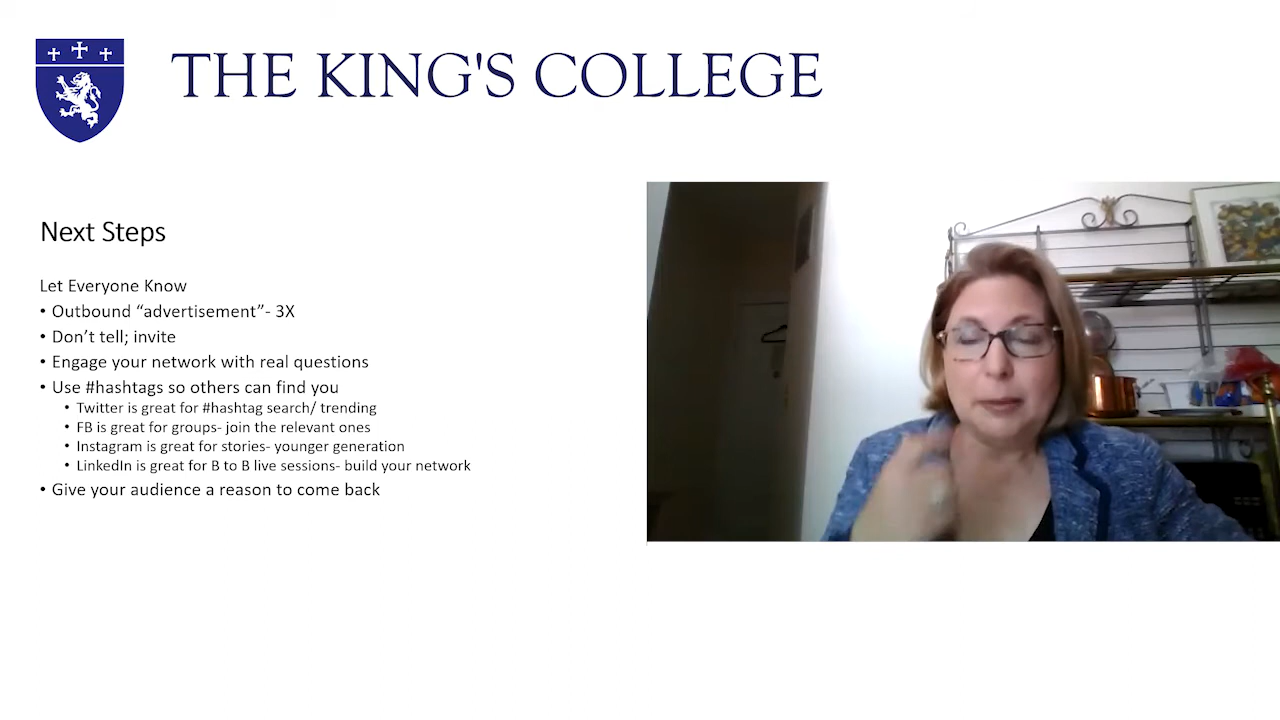 THE KING'S COLLEGE
Next Steps
Let Everyone Know
• Outbound “advertisement”- 3X
• Don’t tell; invite
• Engage your network with real questions
• Use #hashtags so others can find you
• Twitter is great for #hashtag search/ trending
• FB is great for groups- join the relevant ones
• Instagram is great for stories- younger generation
• LinkedIn is great for B to B live sessions- build your network
• Give your audience a reason to come back